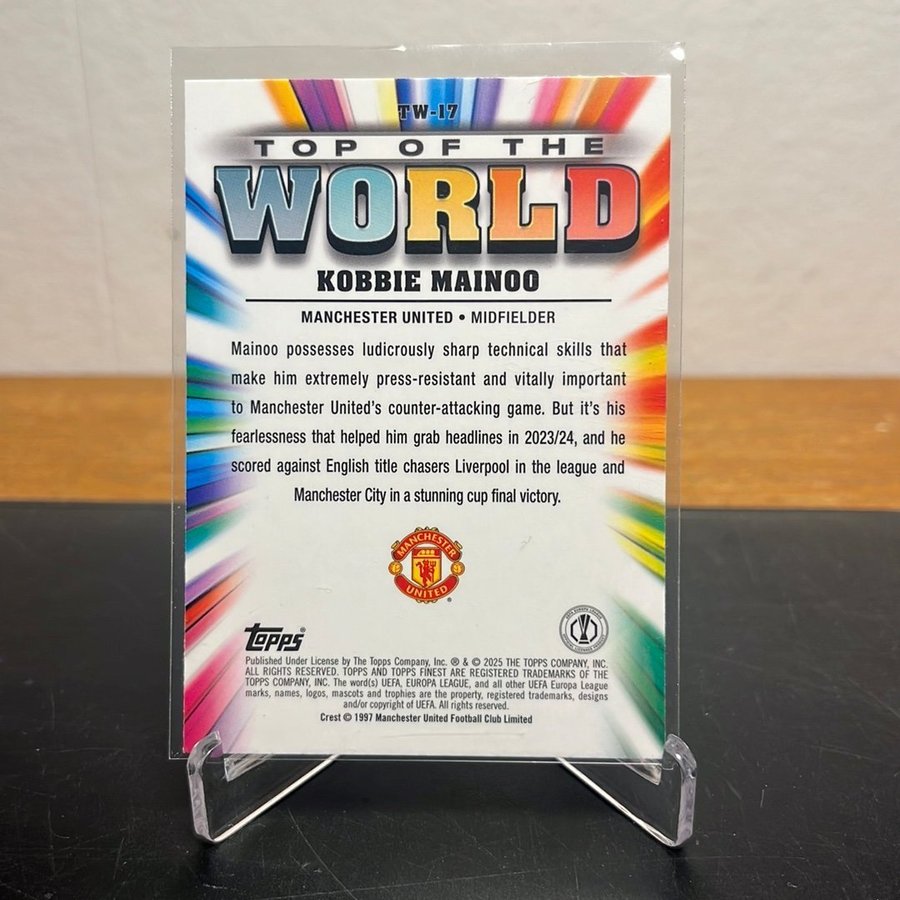 TW-17
TOP OF THE
WORLD
KOBBIE MAINOO
MANCHESTER UNITED • MIDFIELDER
Mainoo possesses ludicrously sharp technical skills that
make him extremely press-resistant and vitally important
to Manchester United's counter-attacking game. But it's his
fearlessness that helped him grab headlines in 2023/24, and he
scored against English title chasers Liverpool in the league and
Manchester City in a stunning cup final victory.
MANCHESTER
UNITED
®
topps®
Published Under License by The Topps Company, Inc. ® & © 2025 THE TOPPS COMPANY, INC.
ALL RIGHTS RESERVED. TOPPS AND TOPPS FINEST ARE REGISTERED TRADEMARKS OF THE
TOPPS COMPANY, INC. The word(s) UEFA, EUROPA LEAGUE, and all other UEFA Europa League
marks, names, logos, mascots and trophies are the property, registered trademarks, designs
and/or copyright of UEFA. All rights reserved.
Crest © 1997 Manchester United Football Club Limited